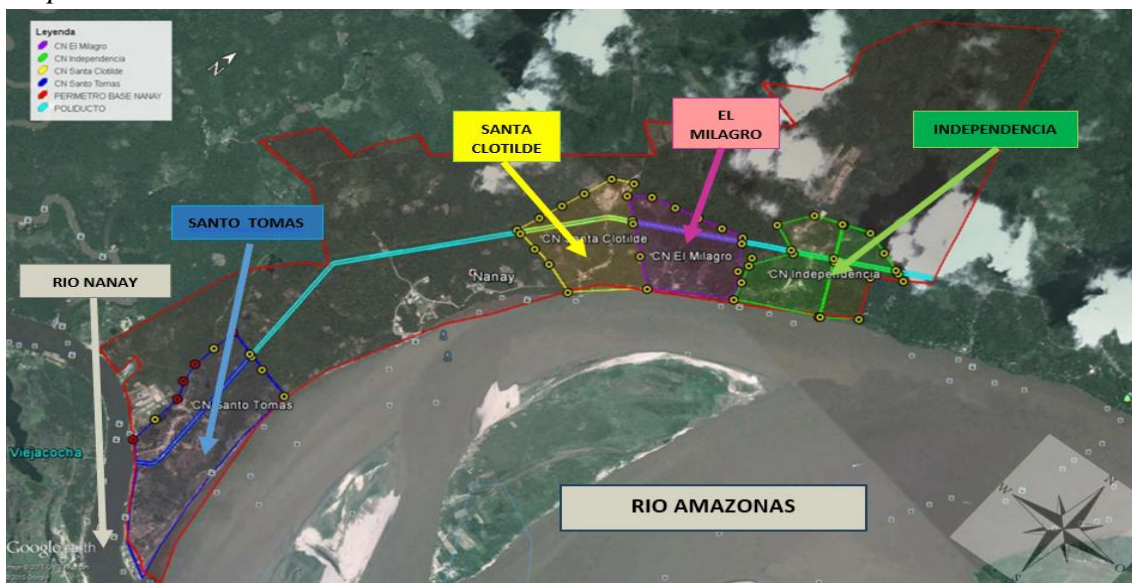 Leyenda
CN El Milagro
CN Independencia
CN Santa Clotilde
CN Santo Tomas
PERIMETRO BASE NANAY
POLIDUCTO
N
SANTA
CLOTILDE
EL
MILAGRO
INDEPENDENCIA
SANTO TOMAS
RIO NANAY
CN Santa Clotilde
CN El Milagro
CN Independencia
Nanay
CN Santo Tomas
Viejacocha
RIO AMAZONAS
Google earth